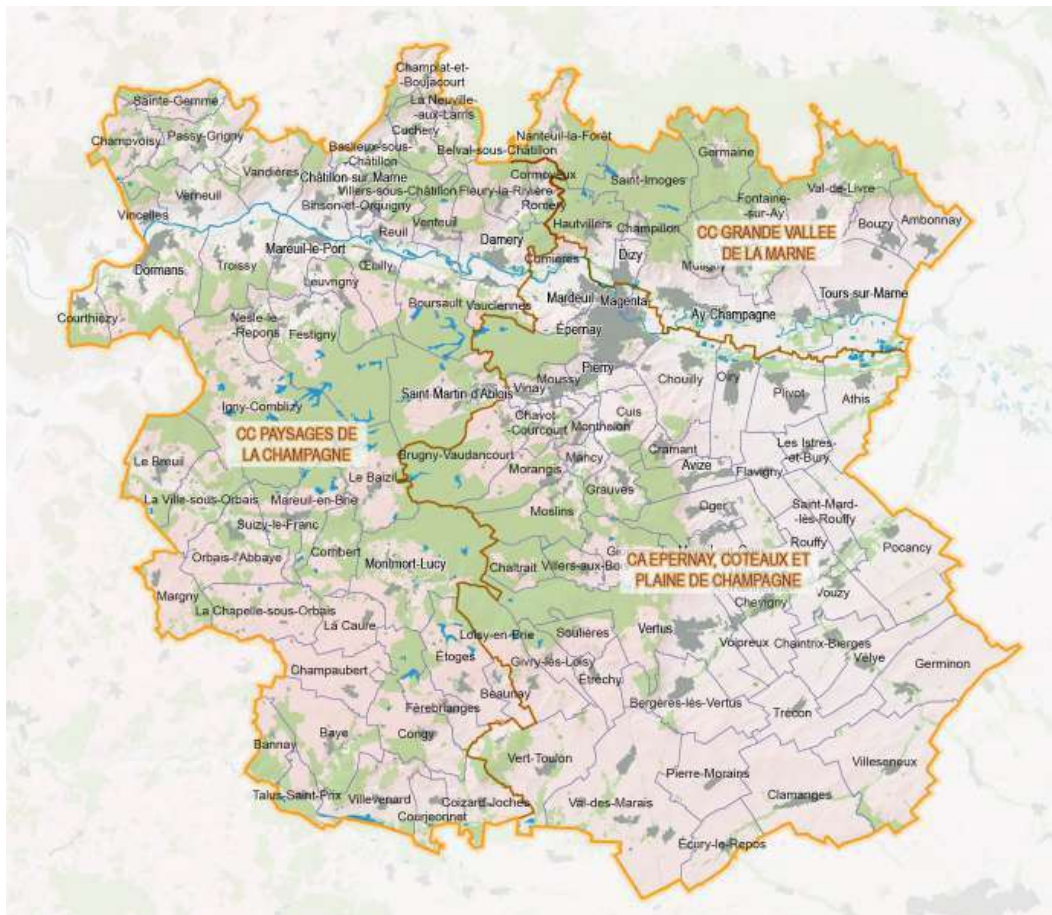 Champlat-et-
-Boujacourt
Sainte-Gemme
La Neuville-
-aux-Larris
Champvoisy
Passy-Grigny
Cuchery
Nanteuil-la-Forêt
Baslieux-sous-
-Châtillon
Belval-sous-Châtillon
Germaine
Vandières
Châtillon-sur-Marne
Cormoyeux
Saint-Imoges
Verneuil
Villers-sous-Châtillon
Fleury-la-Rivière
Val-de-Livre
Binson-et-Orquigny
Romery
Fontaine-
-sur-Ay
Vincelles
Venteuil
Hautvillers
Champillon
Bouzy
Ambonnay
Reuil
Damery
CC GRANDE VALLEE
DE LA MARNE
Mareuil-le-Port
Cumières
Dizy
Dormans
Troissy
Œuilly
Mutigny
Leuvrigny
Mardeuil
Magenta
Tours-sur-Marne
Boursault
Vauciennes
Ay-Champagne
Courthiézy
Nesle-le-
-Repons
Festigny
Épernay
Pierry
Moussy
Chouilly
Oiry
Vinay
Saint-Martin-d'Ablois
Plivot
Athis
Igny-Comblizy
Chavot
-Courcourt
Cuis
Monthelon
CC PAYSAGES DE
LA CHAMPAGNE
Brugny-Vaudancourt
Mancy
Cramant
Les Istres-
-et-Bury
Le Breuil
Morangis
Avize
Flavigny
Le Baizil
Grauves
La Ville-sous-Orbais
Mareuil-en-Brie
Moslins
Oger
Saint-Mard-
-lès-Rouffy
Suizy-le-Franc
Rouffy
Orbais-l'Abbaye
Corribert
Pocancy
Montmort-Lucy
Chaltrait
CA EPERNAY, COTEAUX ET
PLAINE DE CHAMPAGNE
Margny
Vouzy
La Chapelle-sous-Orbais
Chevigny
La Caure
Loisy-en-Brie
Soulières
Vertus
Voipreux
Chaintrix-Bierges
Étoges
Givry-lès-Loisy
Vélye
Germinon
Champaubert
Étréchy
Beaunay
Bergères-lès-Vertus
Férebrianges
Trécon
Bannay
Baye
Congy
Vert-Toulon
Villeseneux
Pierre-Morains
Talus-Saint-Prix
Villevenard
Coizard-Joches
Val-des-Marais
Clamanges
Courjeonnet
Écury-le-Repos